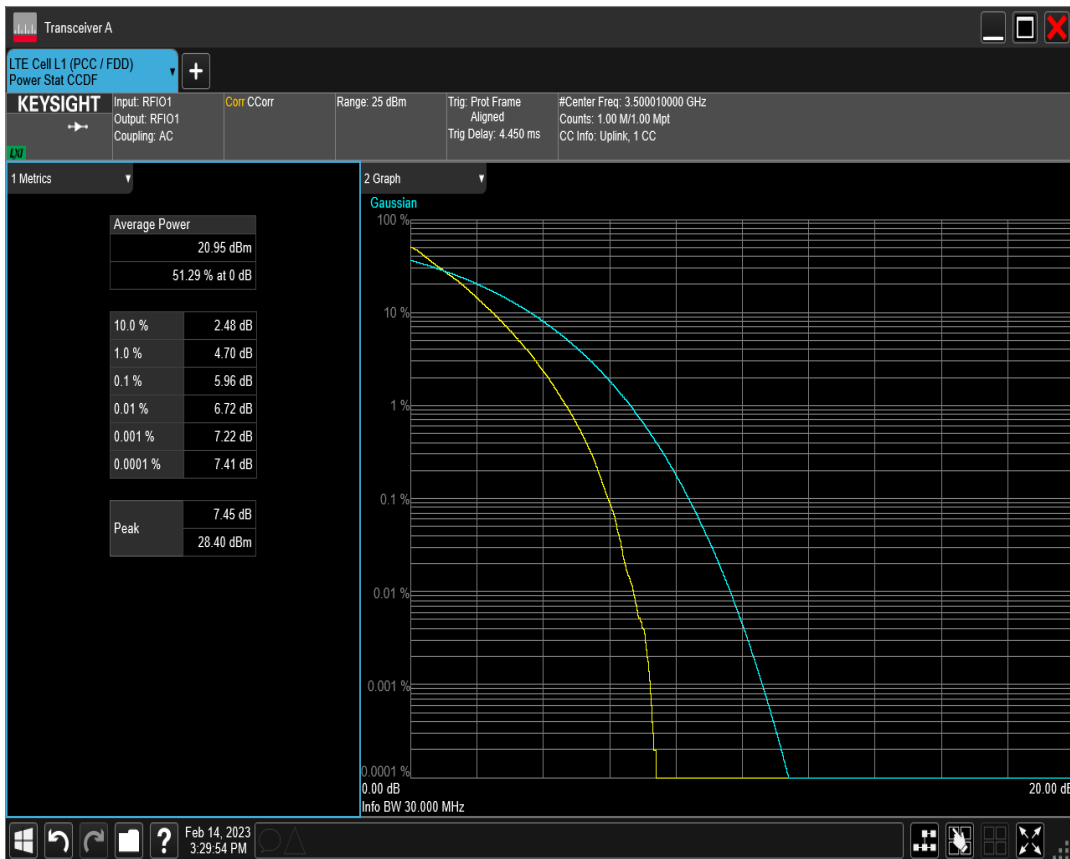 Transceiver A
LTE Cell L1 (PCC / FDD)
Power Stat CCDF
KEYSIGHT
LXI
Input: RFIO1
Output: RFIO1
Coupling: AC
Corr CCorr
Range: 25 dBm
Trig: Prot Frame
Aligned
Trig Delay: 4.450 ms
#Center Freq: 3.500010000 GHz
Counts: 1.00 M/1.00 Mpt
CC Info: Uplink, 1 CC
1 Metrics
Average Power
20.95 dBm
51.29 % at 0 dB
10.0 % 2.48 dB
1.0 % 4.70 dB
0.1 % 5.96 dB
0.01 % 6.72 dB
0.001 % 7.22 dB
0.0001 % 7.41 dB
Peak
7.45 dB
28.40 dBm
2 Graph
Gaussian
100 %
10 %
1 %
0.1 %
0.01 %
0.001 %
0.0001 %
0.00 dB
20.00 dB
Info BW 30.000 MHz
?
Feb 14, 2023
3:29:54 PM